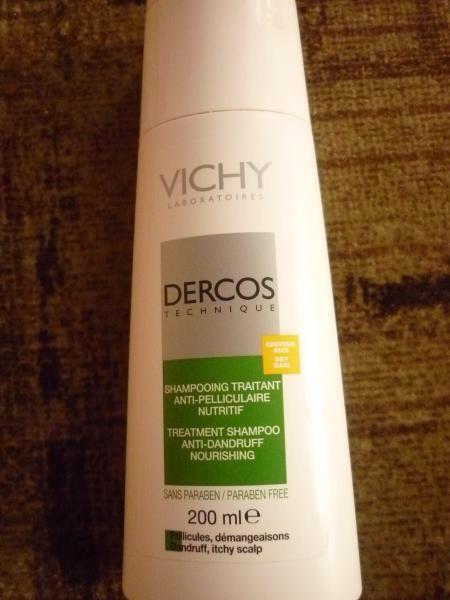 VICHY
LABORATOIRES
DERCOS
TECHNIQUE
CHEVEUX
SECS
DRY
HAIR
SHAMPOOING TRAITANT
ANTI-PELLICULAIRE
NUTRITIF
TREATMENT SHAMPOO
ANTI-DANDRUFF
NOURISHING
SANS PARABEN / PARABEN FREE
200 ml ℮
Pellicules, démangeaisons
Dandruff, itchy scalp